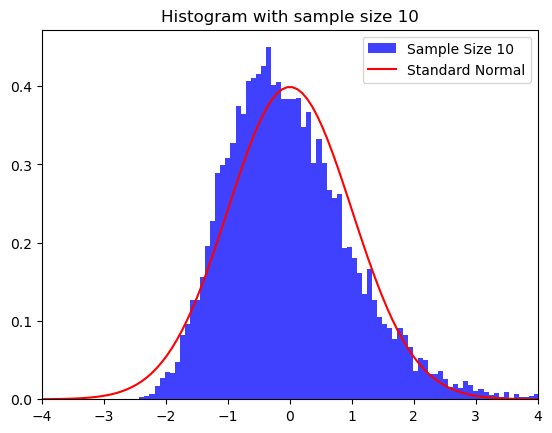 Histogram with sample size 10
Sample Size 10
Standard Normal
0.4
0.3
0.2
0.1
0.0
−4 −3 −2 −1 0 1 2 3 4